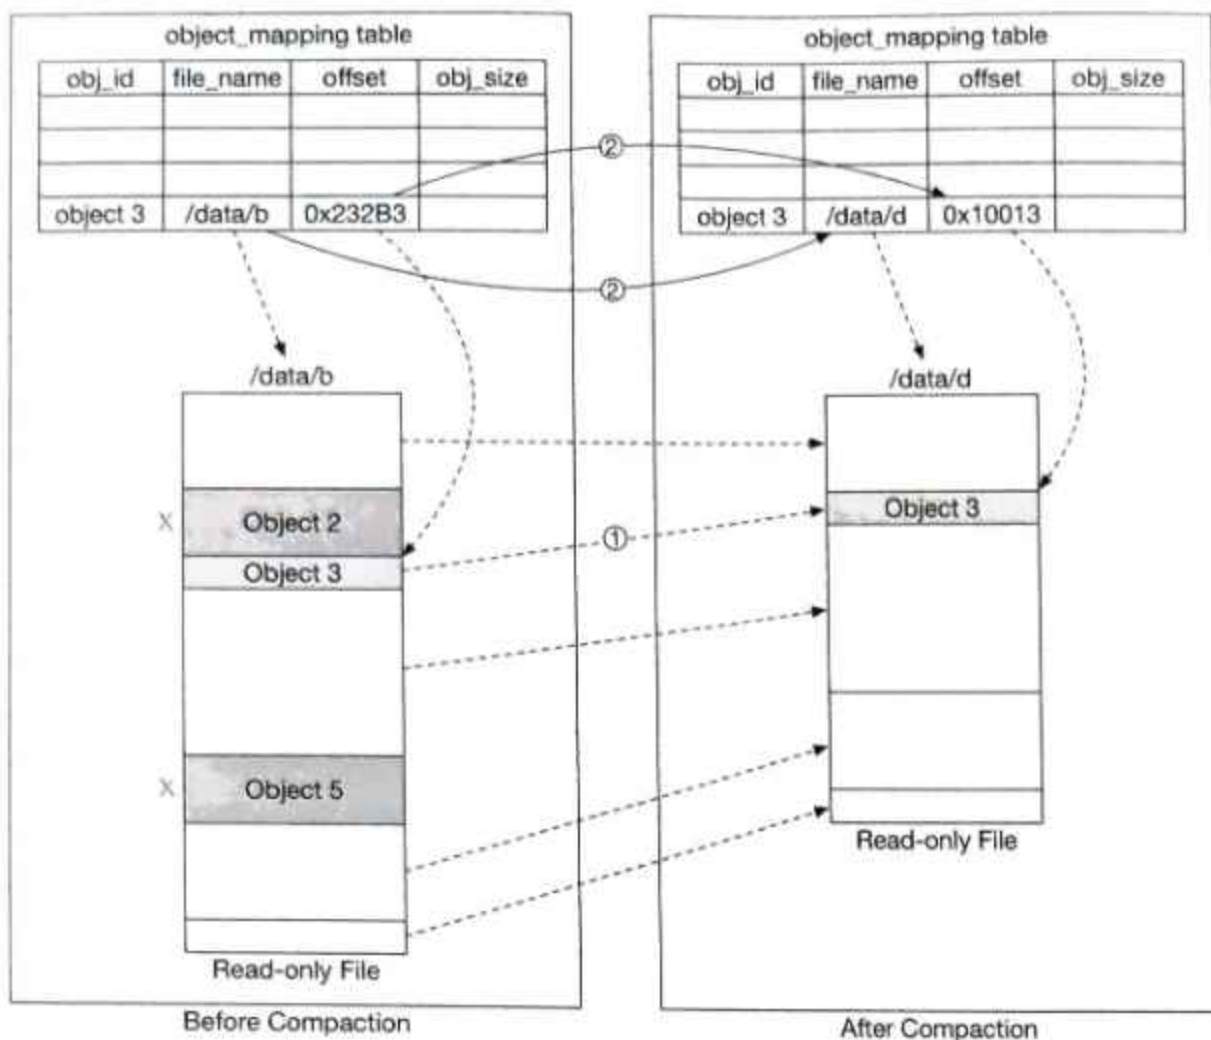 object_mapping table
obj_id file_name offset obj_size
object 3 /data/b 0x232B3
②
②
/data/b
X Object 2
Object 3
①
X Object 5
Read-only File
Before Compaction
object_mapping table
obj_id file_name offset obj_size
object 3 /data/d 0x10013
/data/d
Object 3
Read-only File
After Compaction